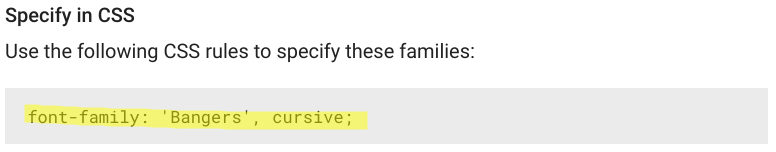 Specify in CSS
Use the following CSS rules to specify these families:
font-family: 'Bangers', cursive;